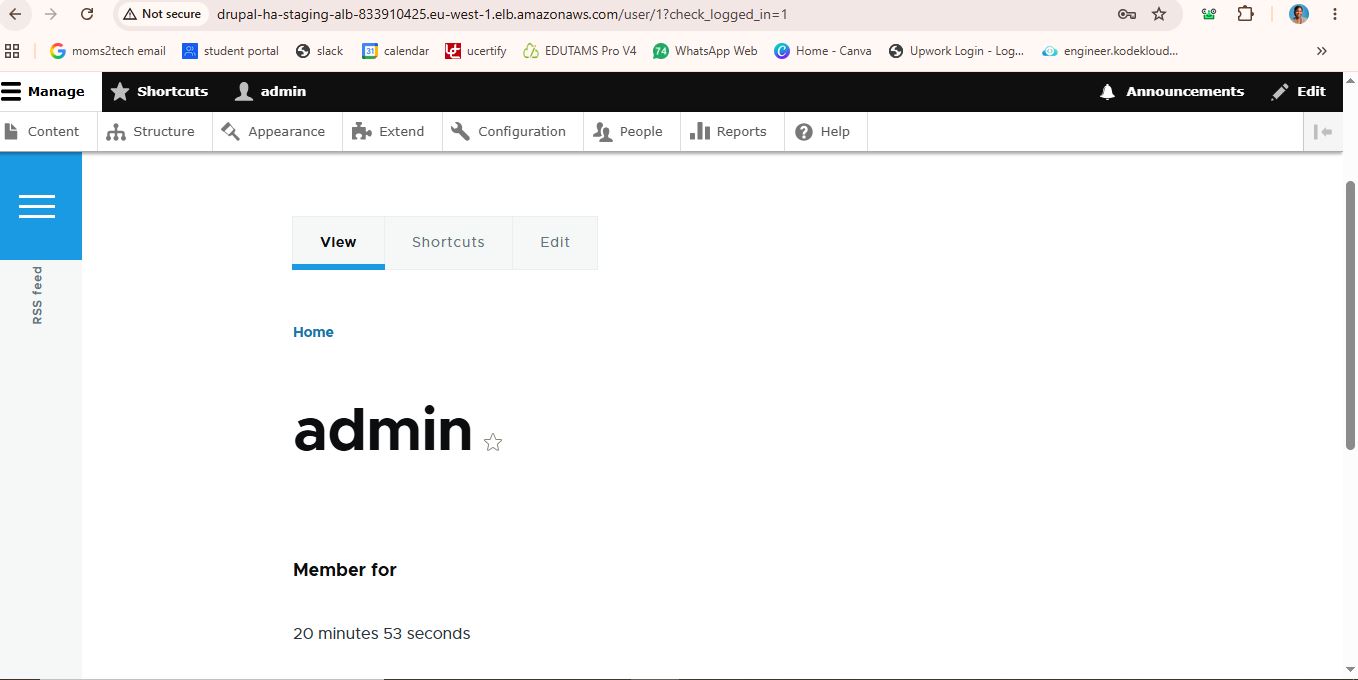 Not secure drupal-ha-staging-alb-833910425.eu-west-1.elb.amazonaws.com/user/1?check_logged_in=1
moms2tech email student portal slack 31 calendar ucertify EDUTAMS Pro V4 74 WhatsApp Web Home - Canva Upwork Login - Log... engineer.kodekloud... »
Manage Shortcuts admin Announcements Edit
Content Structure Appearance Extend Configuration People Reports Help
View Shortcuts Edit
RSS feed
Home
admin
Member for
20 minutes 53 seconds